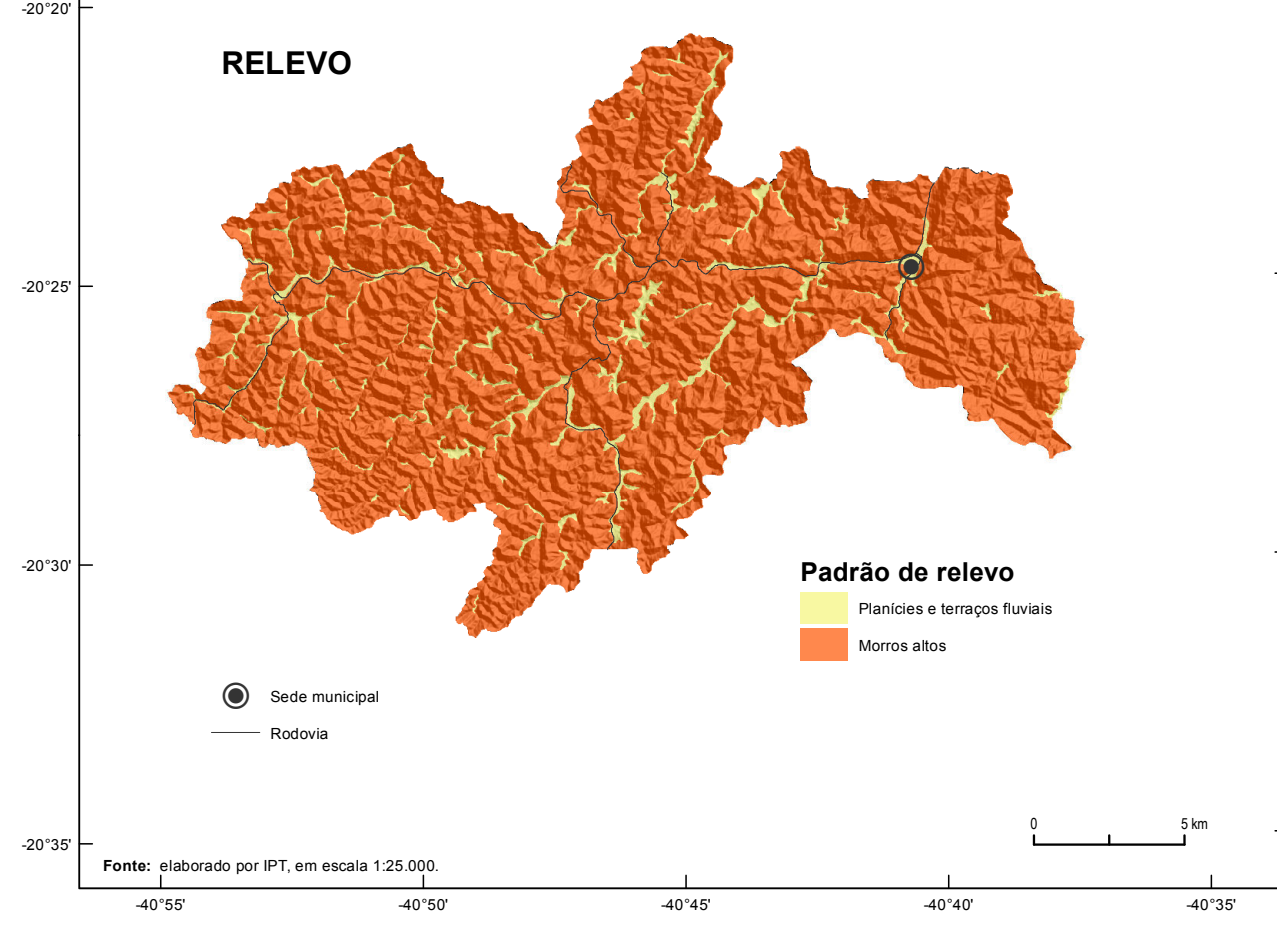 -20°20'
RELEVO
-20°25'
-20°30'
Padrão de relevo
Planícies e terraços fluviais
Morros altos
Sede municipal
Rodovia
0 5 km
-20°35'
Fonte: elaborado por IPT, em escala 1:25.000.
-40°55' -40°50' -40°45' -40°40' -40°35'